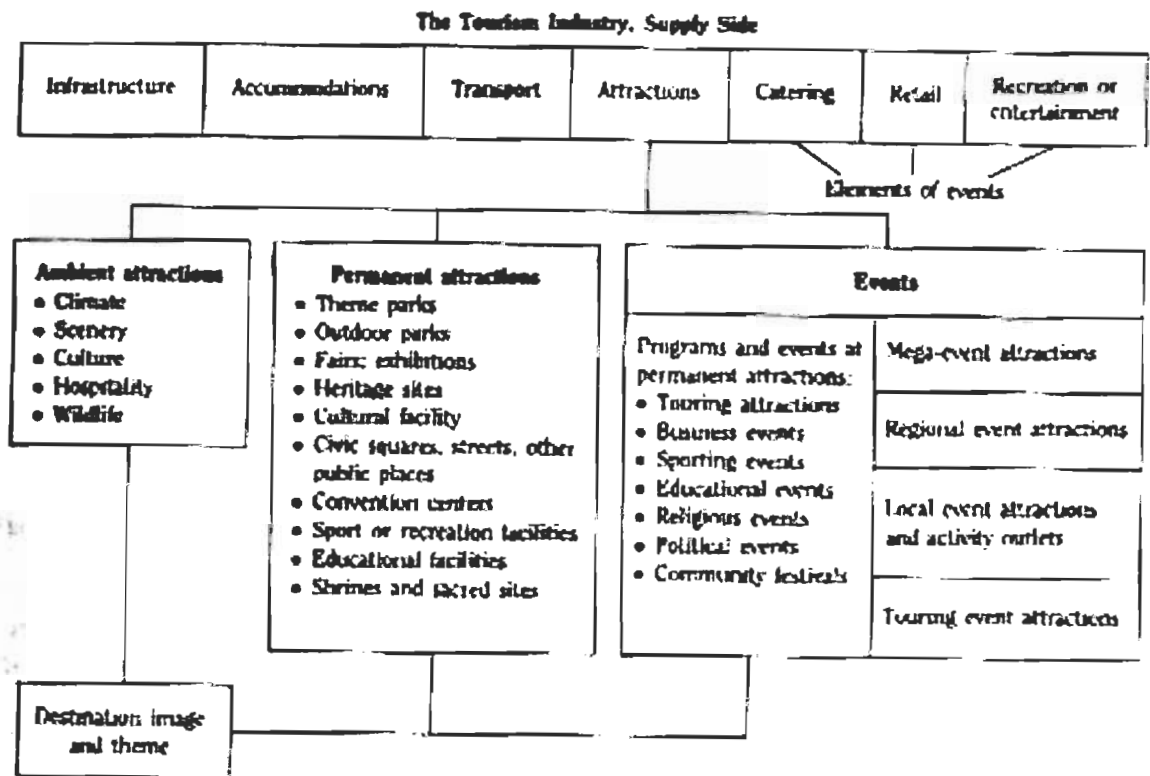 The Tourism Industry, Supply Side
Infrastructure
Accommodations
Transport
Attractions
Catering
Retail
Recreation or
entertainment
Elements of events
Ambient attractions
• Climate
• Scenery
• Culture
• Hospitality
• Wildlife
Permanent attractions
• Theme parks
• Outdoor parks
• Fairs; exhibitions
• Heritage sites
• Cultural facility
• Civic squares, streets, other
public places
• Convention centers
• Sport or recreation facilities
• Educational facilities
• Shrines and sacred sites
Events
Programs and events at
permanent attractions:
• Touring attractions
• Business events
• Sporting events
• Educational events
• Religious events
• Political events
• Community festivals
Mega-event attractions
Regional event attractions
Local event attractions
and activity outlets
Touring event attractions
Destination image
and theme